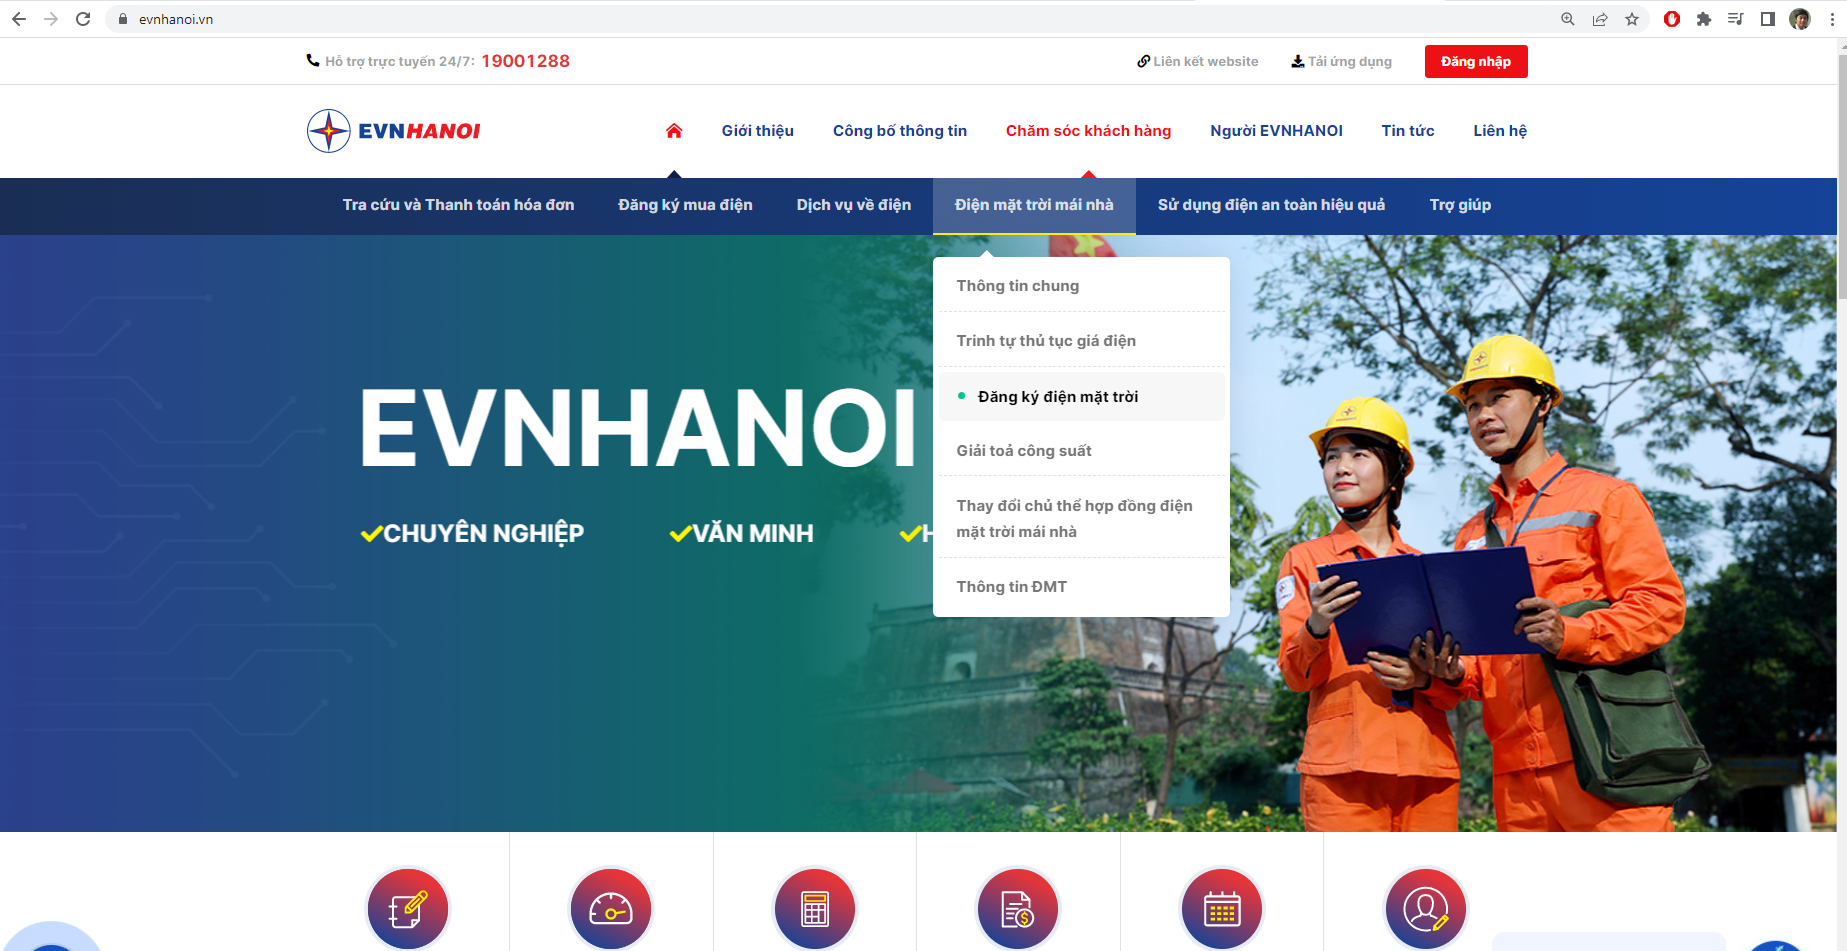 evnhanoi.vn
Hỗ trợ trực tuyến 24/7: 19001288
Liên kết website
Tải ứng dụng
Đăng nhập
EVNHANOI
Giới thiệu
Công bố thông tin
Chăm sóc khách hàng
Người EVNHANOI
Tin tức
Liên hệ
Tra cứu và Thanh toán hóa đơn
Đăng ký mua điện
Dịch vụ về điện
Điện mặt trời mái nhà
Sử dụng điện an toàn hiệu quả
Trợ giúp
Thông tin chung
Trình tự thủ tục giá điện
Đăng ký điện mặt trời
Giải toả công suất
Thay đổi chủ thể hợp đồng điện
mặt trời mái nhà
Thông tin ĐMT
EVNHANOI
CHUYÊN NGHIỆP
VĂN MINH